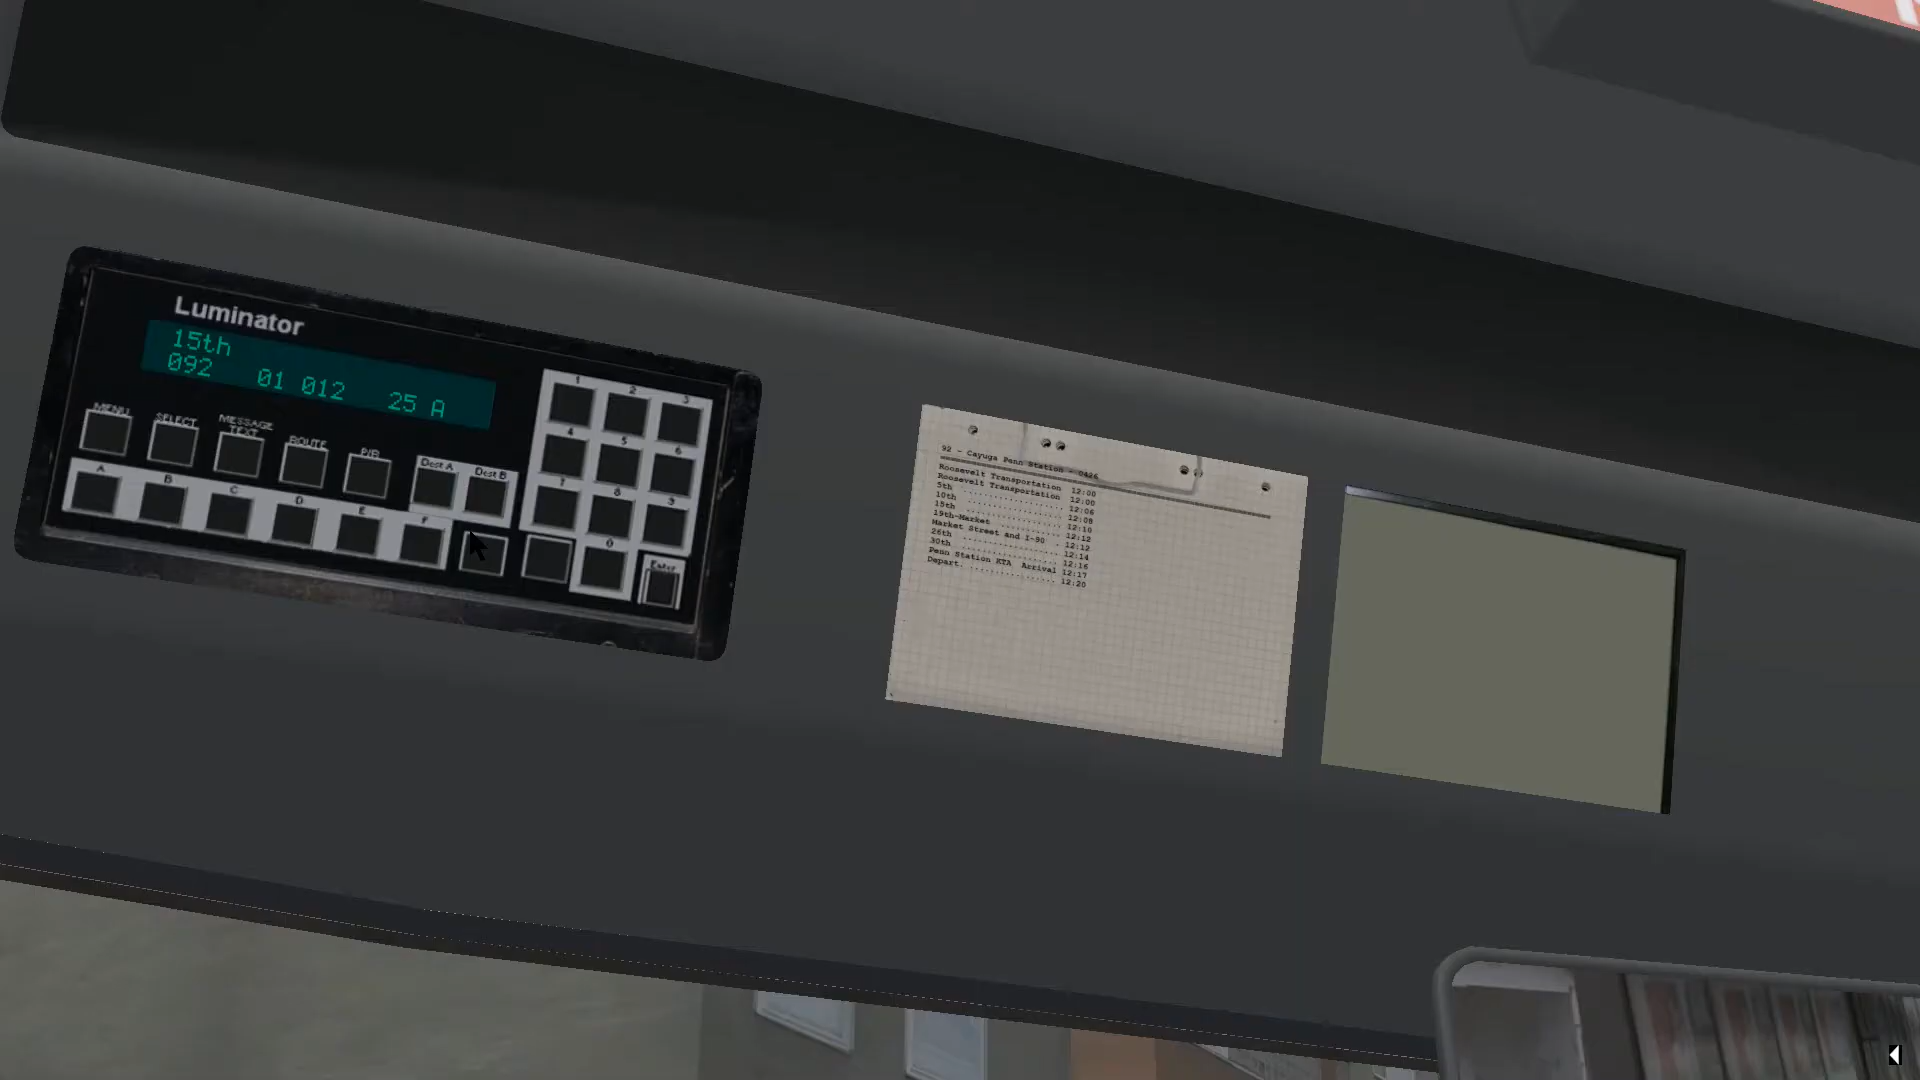 Luminator
15th
092 01 012 25 A
MENU
SELECT
MESSAGE TEXT
ROUTE
P/R
Dest A
Dest B
A
B
C
D
E
F
1
2
3
4
5
6
7
8
9
0
Enter
92 - Cayuga Penn Station - 0426
Roosevelt Transportation 12:00
Roosevelt Transportation 12:00
5th .................... 12:06
10th ................... 12:08
15th ................... 12:10
19th-Market ............ 12:12
Market Street and I-90 . 12:12
26th ................... 12:14
30th ................... 12:16
Penn Station KTA Arrival 12:17
Depart. ................ 12:20